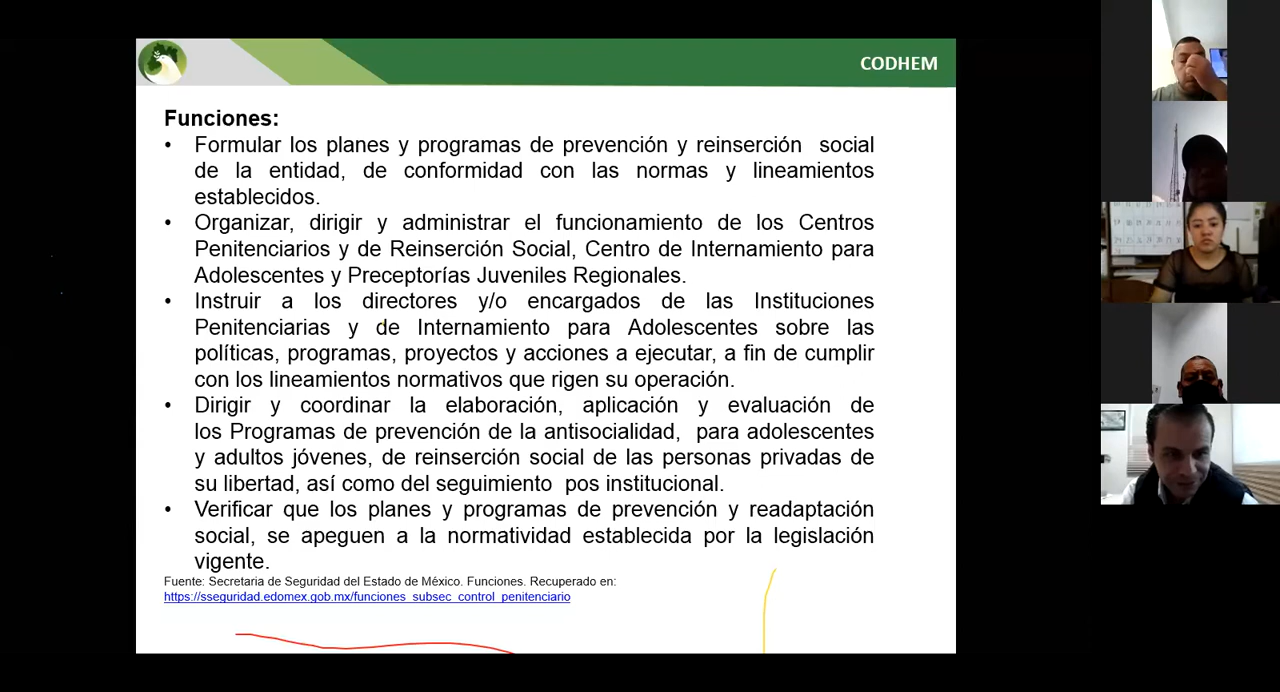 CODHEM
Funciones:
• Formular los planes y programas de prevención y reinserción social
de la entidad, de conformidad con las normas y lineamientos
establecidos.
• Organizar, dirigir y administrar el funcionamiento de los Centros
Penitenciarios y de Reinserción Social, Centro de Internamiento para
Adolescentes y Preceptorías Juveniles Regionales.
• Instruir a los directores y/o encargados de las Instituciones
Penitenciarias y de Internamiento para Adolescentes sobre las
políticas, programas, proyectos y acciones a ejecutar, a fin de cumplir
con los lineamientos normativos que rigen su operación.
• Dirigir y coordinar la elaboración, aplicación y evaluación de
los Programas de prevención de la antisocialidad, para adolescentes
y adultos jóvenes, de reinserción social de las personas privadas de
su libertad, así como del seguimiento pos institucional.
• Verificar que los planes y programas de prevención y readaptación
social, se apeguen a la normatividad establecida por la legislación
vigente.
Fuente: Secretaria de Seguridad del Estado de México. Funciones. Recuperado en:
https://sseguridad.edomex.gob.mx/funciones_subsec_control_penitenciario